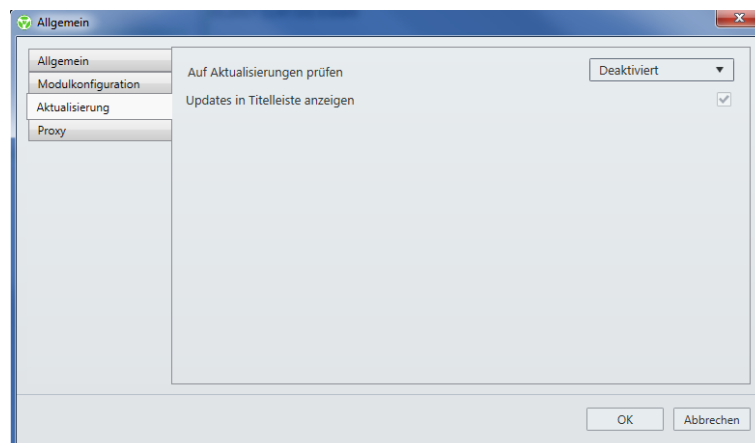 Allgemein
Allgemein
Modulkonfiguration
Aktualisierung
Proxy
Auf Aktualisierungen prüfen
Deaktiviert
Updates in Titelleiste anzeigen
OK
Abbrechen